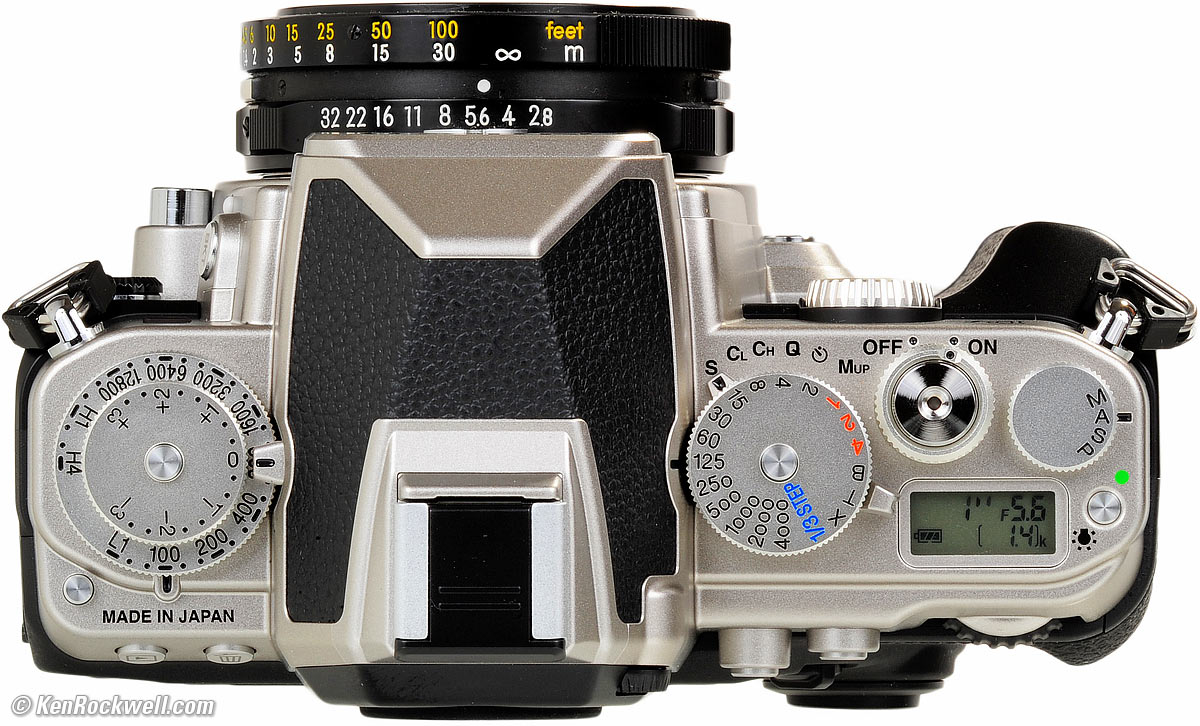 6 10 15 25 50 100 feet
2 3 5 8 15 30 ∞ m
32 22 16 11 8 5.6 4 2.8
S CL CH Q
MUP
OFF ON
12800 6400 3200 1600
H1
H4
+3 +2 +1 0 -1 -2 -3
400 200 100 L1
15 8 4 2 1 2 4 B T X
30
60
125
250
500
1000
2000
4000
1/3 STEP
M A S P
1" F5.6
[ 1.4]K
MADE IN JAPAN
© KenRockwell.com